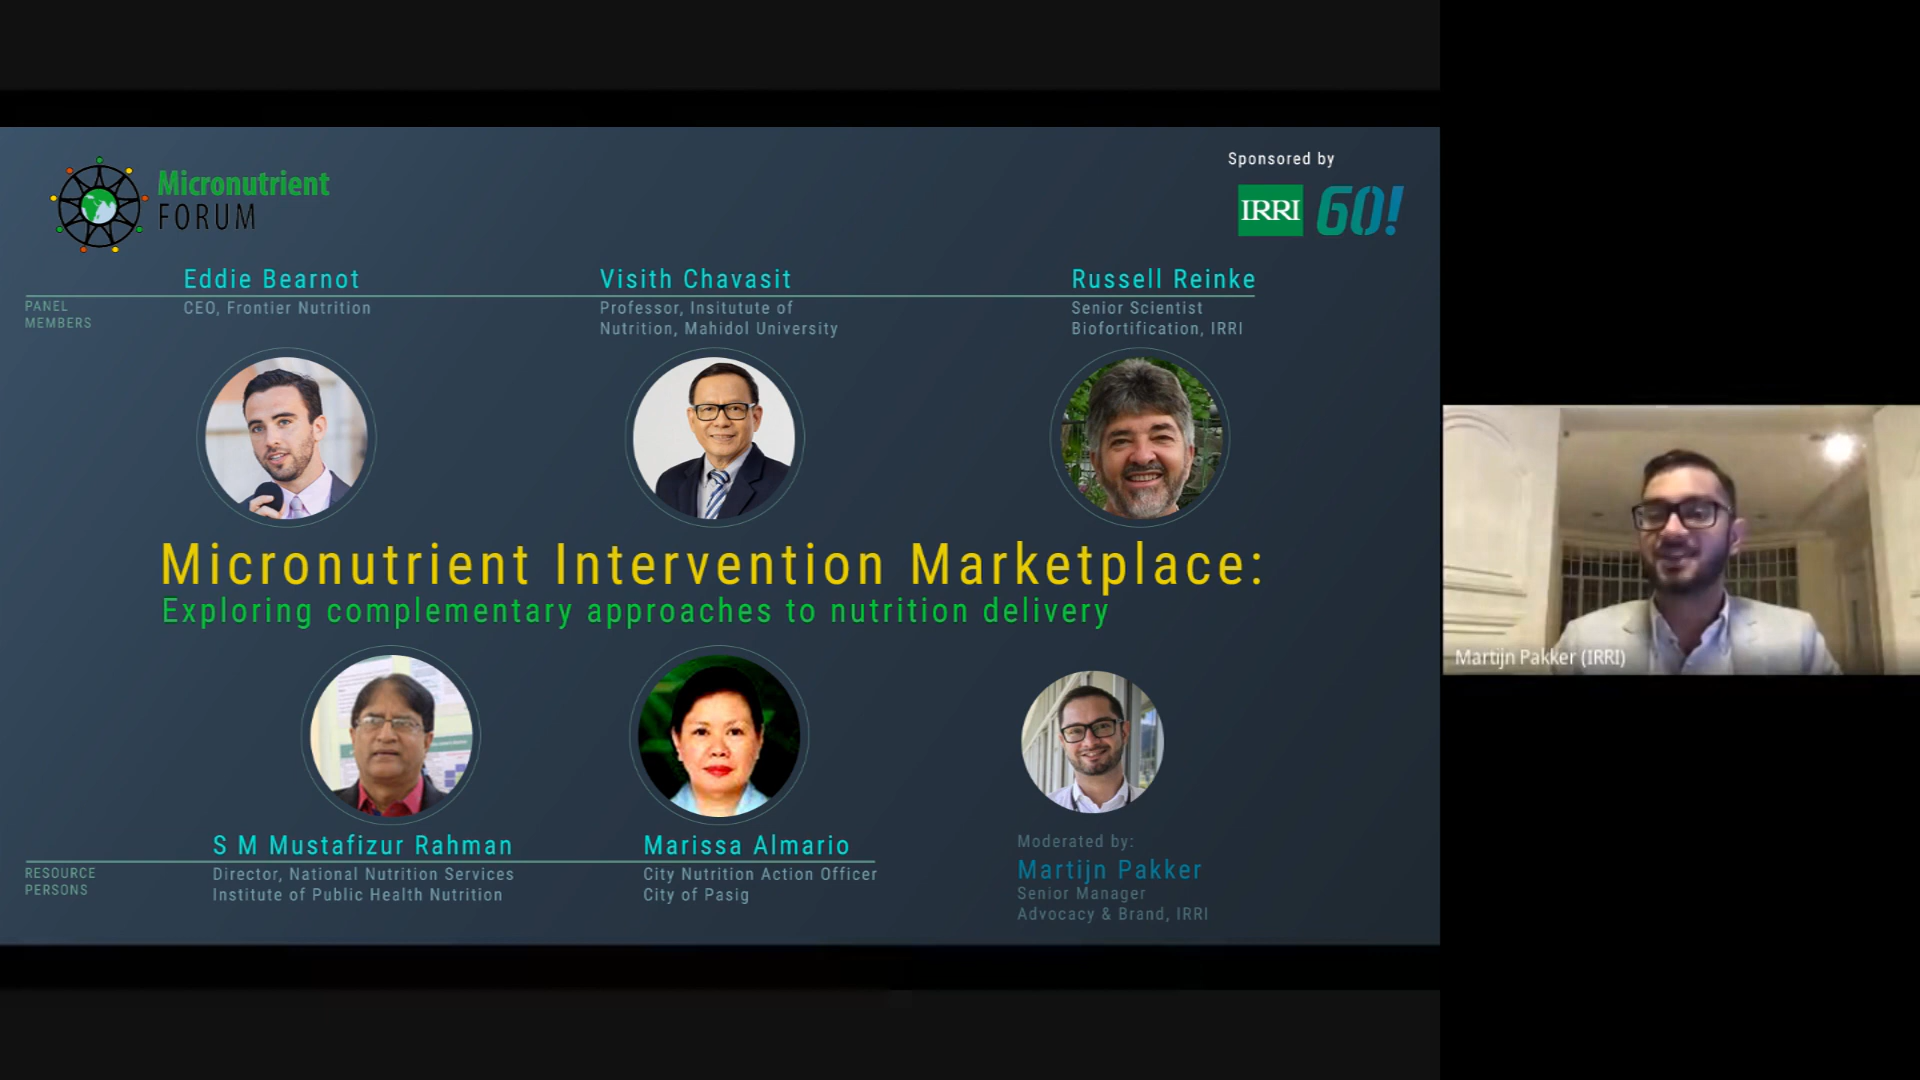 Micronutrient
FORUM
Sponsored by
IRRI 60!
PANEL
MEMBERS
Eddie Bearnot
CEO, Frontier Nutrition
Visith Chavasit
Professor, Insitutute of
Nutrition, Mahidol University
Russell Reinke
Senior Scientist
Biofortification, IRRI
Micronutrient Intervention Marketplace:
Exploring complementary approaches to nutrition delivery
Martijn Pakker (IRRI)
RESOURCE
PERSONS
S M Mustafizur Rahman
Director, National Nutrition Services
Institute of Public Health Nutrition
Marissa Almario
City Nutrition Action Officer
City of Pasig
Moderated by:
Martijn Pakker
Senior Manager
Advocacy & Brand, IRRI